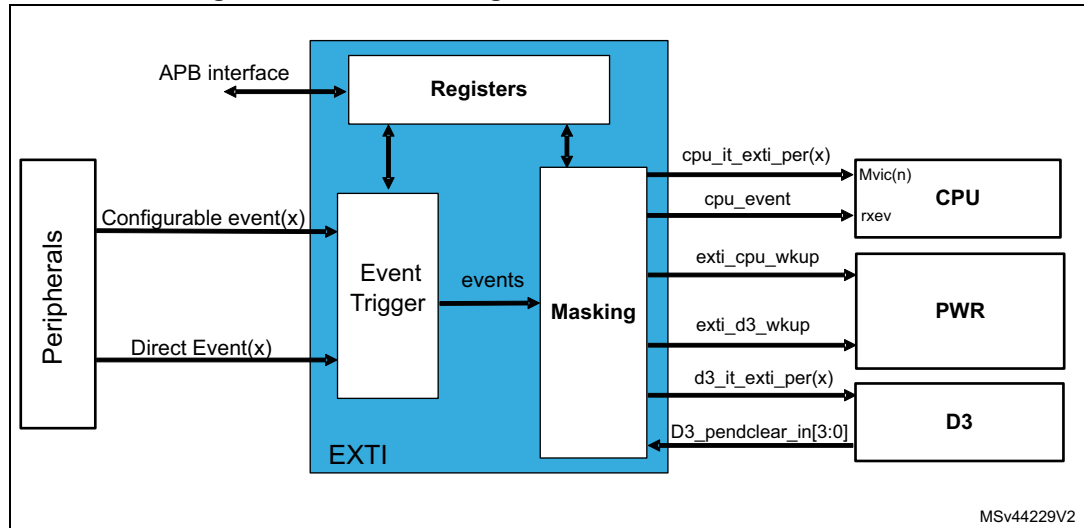 APB interface
Registers
cpu_it_exti_per(x)
Mvic(n)
CPU
cpu_event
rxev
Peripherals
Configurable event(x)
Event
Trigger
events
Masking
exti_cpu_wkup
PWR
exti_d3_wkup
Direct Event(x)
d3_it_exti_per(x)
D3
D3_pendclear_in[3:0]
EXTI
MSv44229V2